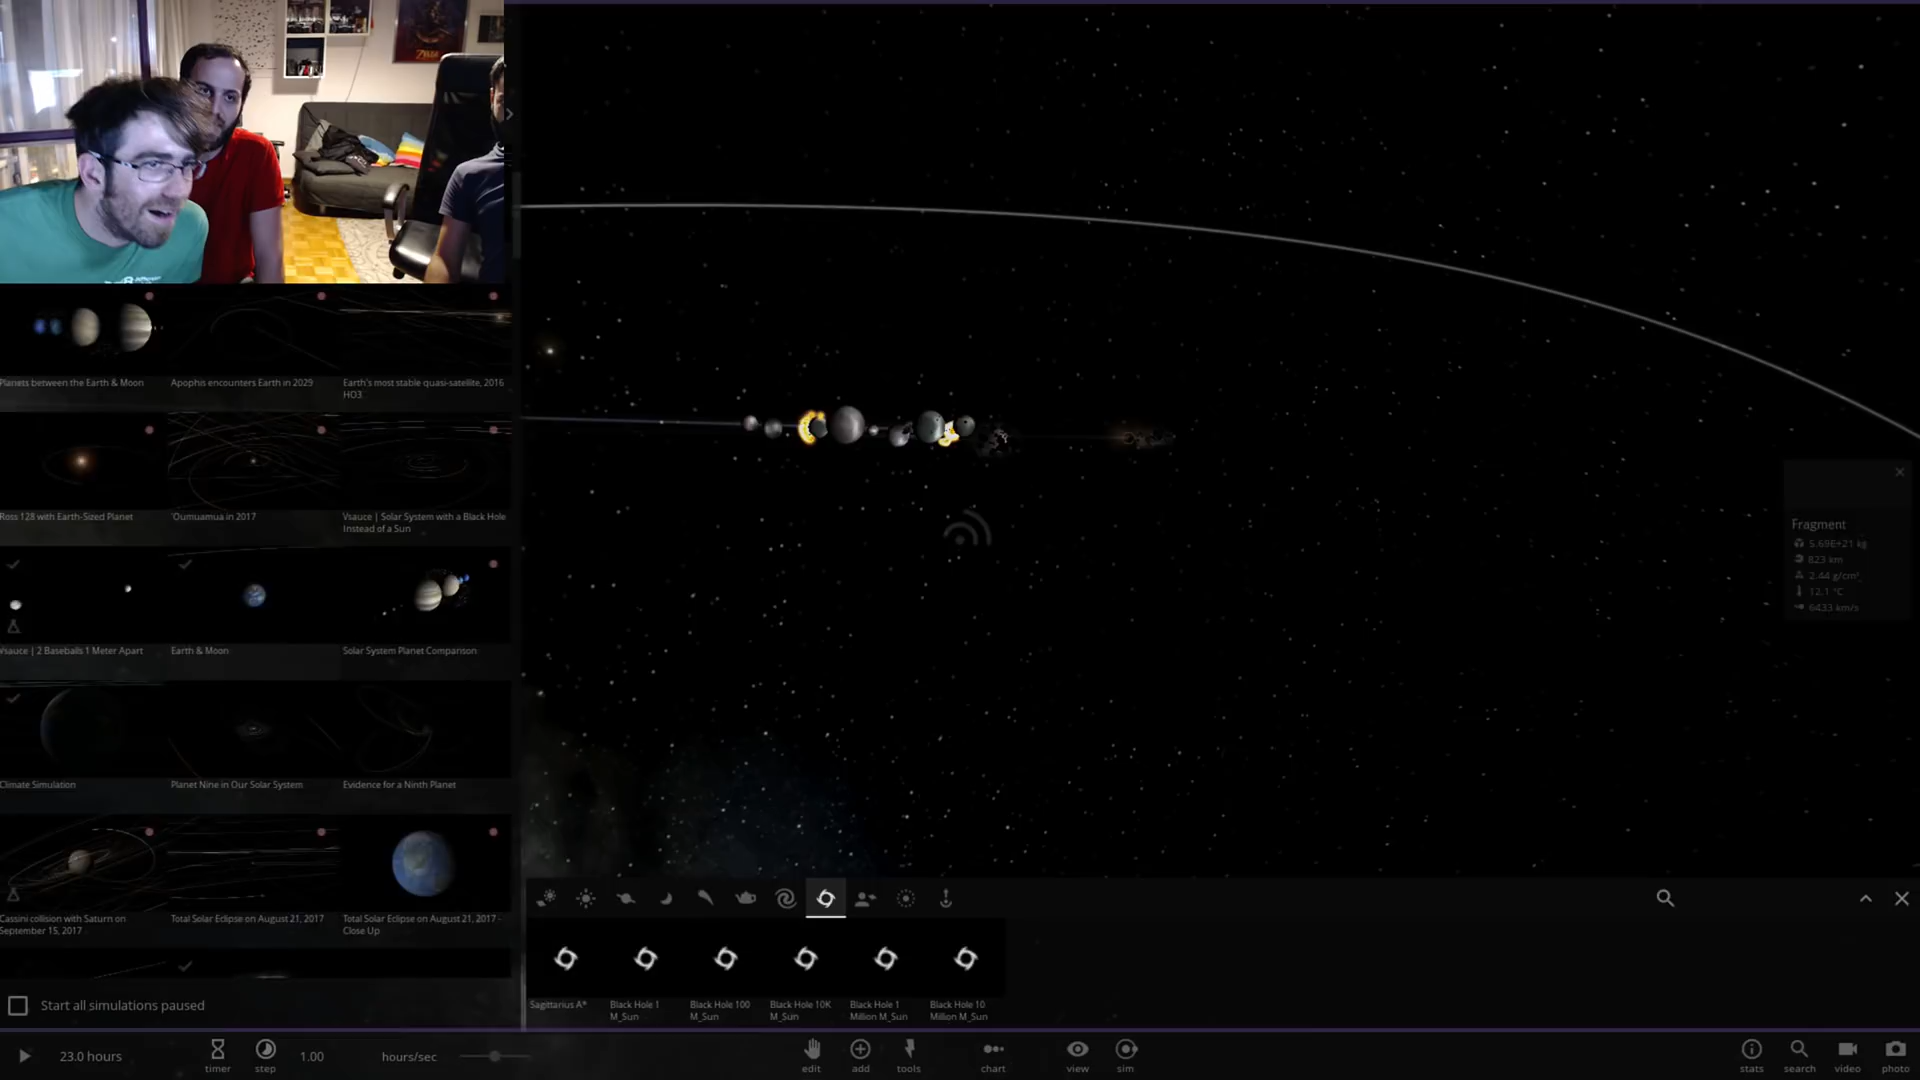 ZELDA
Planets between the Earth & Moon
Apophis encounters Earth in 2029
Earth's most stable quasi-satellite, 2016
HO3
Ross 128 with Earth-Sized Planet
'Oumuamua in 2017
Vsauce | Solar System with a Black Hole
Instead of a Sun
Vsauce | 2 Baseballs 1 Meter Apart
Earth & Moon
Solar System Planet Comparison
Climate Simulation
Planet Nine in Our Solar System
Evidence for a Ninth Planet
Cassini collision with Saturn on
September 15, 2017
Total Solar Eclipse on August 21, 2017
Total Solar Eclipse on August 21, 2017 -
Close Up
Start all simulations paused
Fragment
5.69E+21 kg
823 km
2.44 g/cm³
12.1 °C
6433 km/s
Sagittarius A*
Black Hole 1
M_Sun
Black Hole 100
M_Sun
Black Hole 10K
M_Sun
Black Hole 1
Million M_Sun
Black Hole 10
Million M_Sun
23.0 hours
timer
step
1.00
hours/sec
edit
add
tools
chart
view
sim
stats
search
video
photo